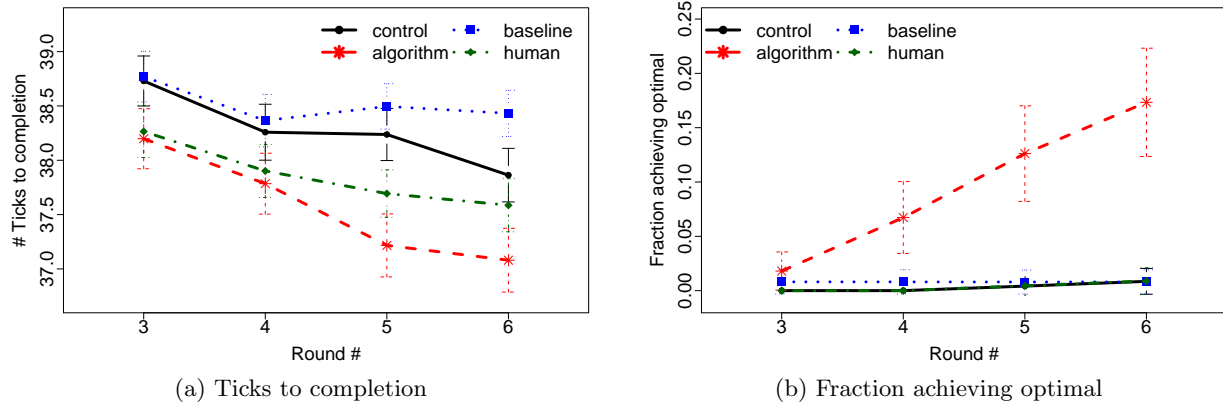 control
baseline
algorithm
human
# Ticks to completion
39.0
38.5
38.0
37.5
37.0
3
4
5
6
Round #
(a) Ticks to completion
control
baseline
algorithm
human
Fraction achieving optimal
0.25
0.20
0.15
0.10
0.05
0.00
3
4
5
6
Round #
(b) Fraction achieving optimal